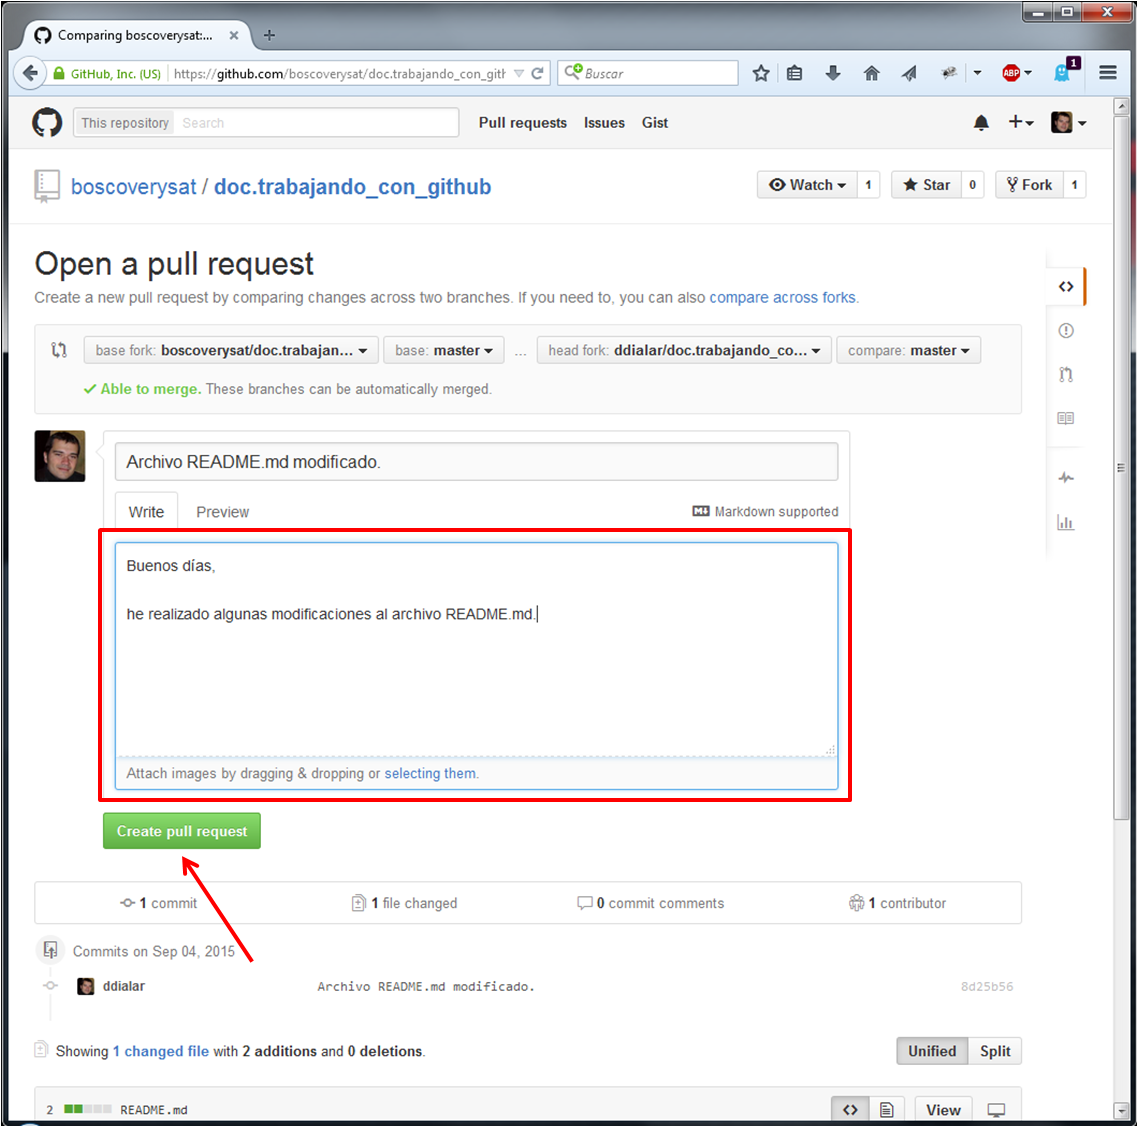 Comparing boscoverysat:...
GitHub, Inc. (US) https://github.com/boscoverysat/doc.trabajando_con_gith Buscar ABP 1
This repository Search Pull requests Issues Gist
boscoverysat / doc.trabajando_con_github Watch 1 Star 0 Fork 1
Open a pull request
Create a new pull request by comparing changes across two branches. If you need to, you can also compare across forks.
base fork: boscoverysat/doc.trabajan... base: master ... head fork: ddialar/doc.trabajando_co... compare: master
Able to merge. These branches can be automatically merged.
Archivo README.md modificado.
Write Preview Markdown supported
Buenos días,
he realizado algunas modificaciones al archivo README.md.
Attach images by dragging & dropping or selecting them.
Create pull request
1 commit 1 file changed 0 commit comments 1 contributor
Commits on Sep 04, 2015
ddialar Archivo README.md modificado. 8d25b56
Showing 1 changed file with 2 additions and 0 deletions. Unified Split
2 README.md View